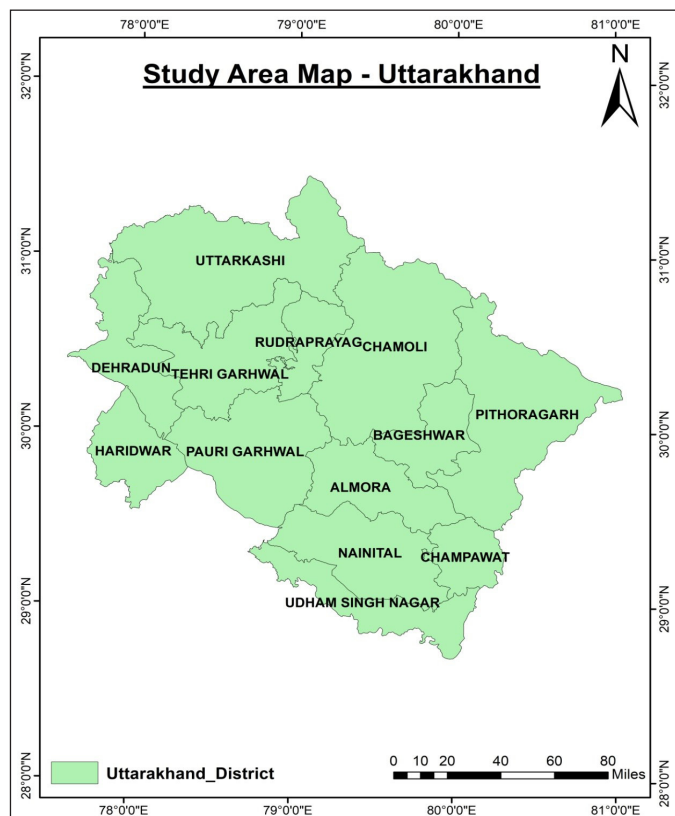 78°0'0"E 79°0'0"E 80°0'0"E 81°0'0"E
Study Area Map - Uttarakhand
N
32°0'0"N
32°0'0"N
31°0'0"N
31°0'0"N
UTTARKASHI
RUDRAPRAYAG
CHAMOLI
DEHRADUN
TEHRI GARHWAL
PITHORAGARH
30°0'0"N
30°0'0"N
BAGESHWAR
HARIDWAR
PAURI GARHWAL
ALMORA
NAINITAL
CHAMPAWAT
29°0'0"N
29°0'0"N
UDHAM SINGH NAGAR
28°0'0"N
28°0'0"N
Uttarakhand_District
0 10 20 40 60 80
Miles
78°0'0"E 79°0'0"E 80°0'0"E 81°0'0"E